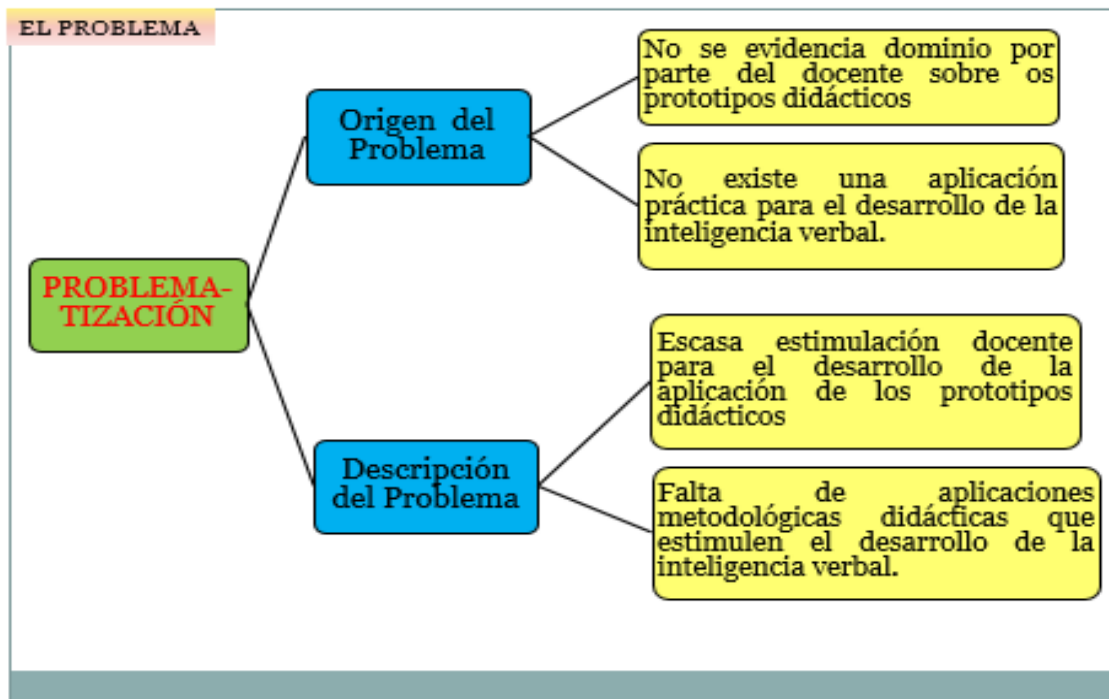 EL PROBLEMA
No se evidencia dominio por
parte del docente sobre os
prototipos didácticos
Origen del
Problema
No existe una aplicación
práctica para el desarrollo de la
inteligencia verbal.
PROBLEMA-
TIZACIÓN
Escasa estimulación docente
para el desarrollo de la
aplicación de los prototipos
didácticos
Descripción
del Problema
Falta de aplicaciones
metodológicas didácticas que
estimulen el desarrollo de la
inteligencia verbal.